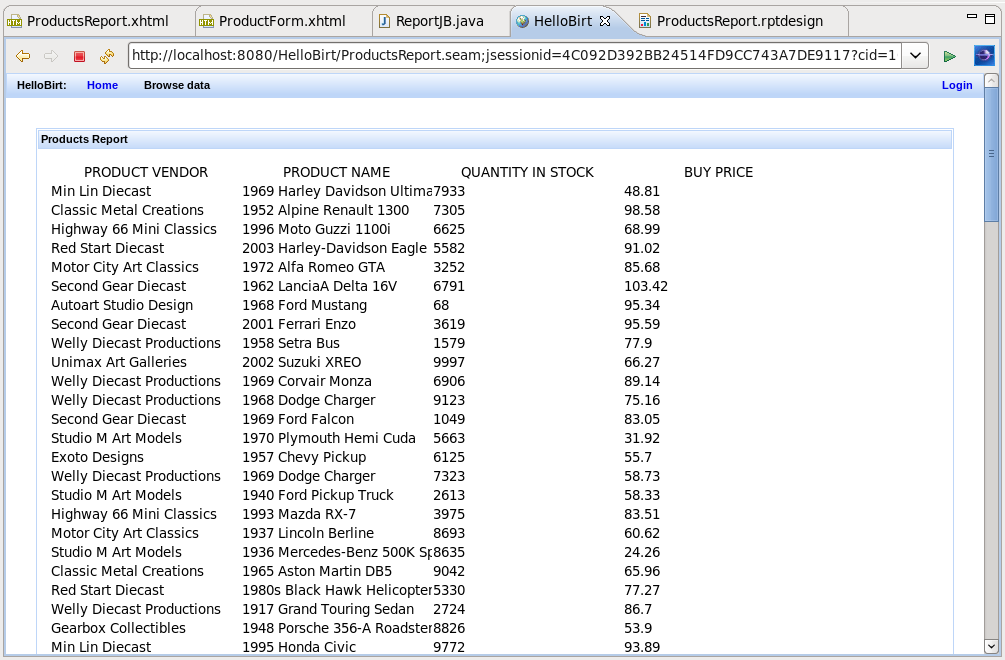 ProductsReport.xhtml ProductForm.xhtml ReportJB.java HelloBirt ProductsReport.rptdesign
http://localhost:8080/HelloBirt/ProductsReport.seam;jsessionid=4C092D392BB24514FD9CC743A7DE9117?cid=1
HelloBirt: Home Browse data Login
Products Report
PRODUCT VENDOR PRODUCT NAME QUANTITY IN STOCK BUY PRICE
Min Lin Diecast 1969 Harley Davidson Ultima 7933 48.81
Classic Metal Creations 1952 Alpine Renault 1300 7305 98.58
Highway 66 Mini Classics 1996 Moto Guzzi 1100i 6625 68.99
Red Start Diecast 2003 Harley-Davidson Eagle 5582 91.02
Motor City Art Classics 1972 Alfa Romeo GTA 3252 85.68
Second Gear Diecast 1962 LanciaA Delta 16V 6791 103.42
Autoart Studio Design 1968 Ford Mustang 68 95.34
Second Gear Diecast 2001 Ferrari Enzo 3619 95.59
Welly Diecast Productions 1958 Setra Bus 1579 77.9
Unimax Art Galleries 2002 Suzuki XREO 9997 66.27
Welly Diecast Productions 1969 Corvair Monza 6906 89.14
Welly Diecast Productions 1968 Dodge Charger 9123 75.16
Second Gear Diecast 1969 Ford Falcon 1049 83.05
Studio M Art Models 1970 Plymouth Hemi Cuda 5663 31.92
Exoto Designs 1957 Chevy Pickup 6125 55.7
Welly Diecast Productions 1969 Dodge Charger 7323 58.73
Studio M Art Models 1940 Ford Pickup Truck 2613 58.33
Highway 66 Mini Classics 1993 Mazda RX-7 3975 83.51
Motor City Art Classics 1937 Lincoln Berline 8693 60.62
Studio M Art Models 1936 Mercedes-Benz 500K Sp 8635 24.26
Classic Metal Creations 1965 Aston Martin DB5 9042 65.96
Red Start Diecast 1980s Black Hawk Helicopter 5330 77.27
Welly Diecast Productions 1917 Grand Touring Sedan 2724 86.7
Gearbox Collectibles 1948 Porsche 356-A Roadster 8826 53.9
Min Lin Diecast 1995 Honda Civic 9772 93.89